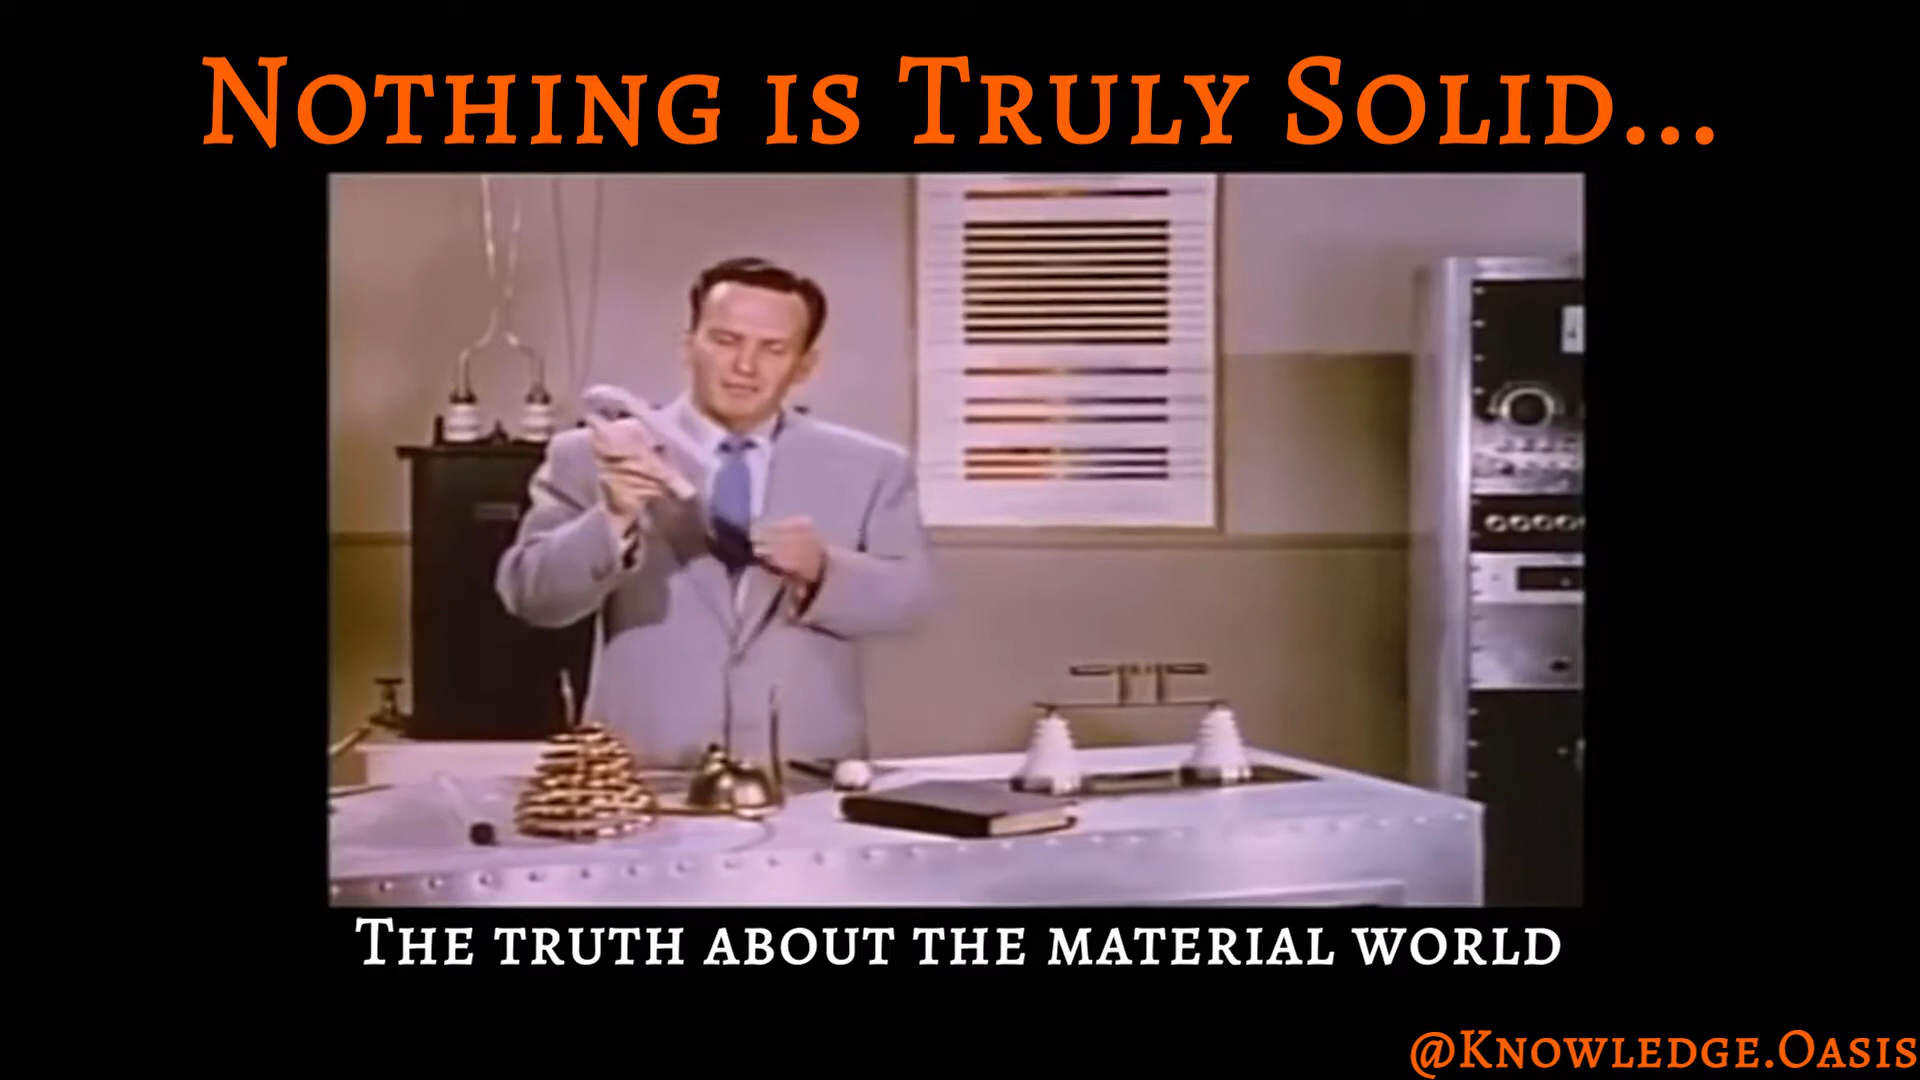 Nothing is Truly Solid...
The truth about the material world
@Knowledge.Oasis